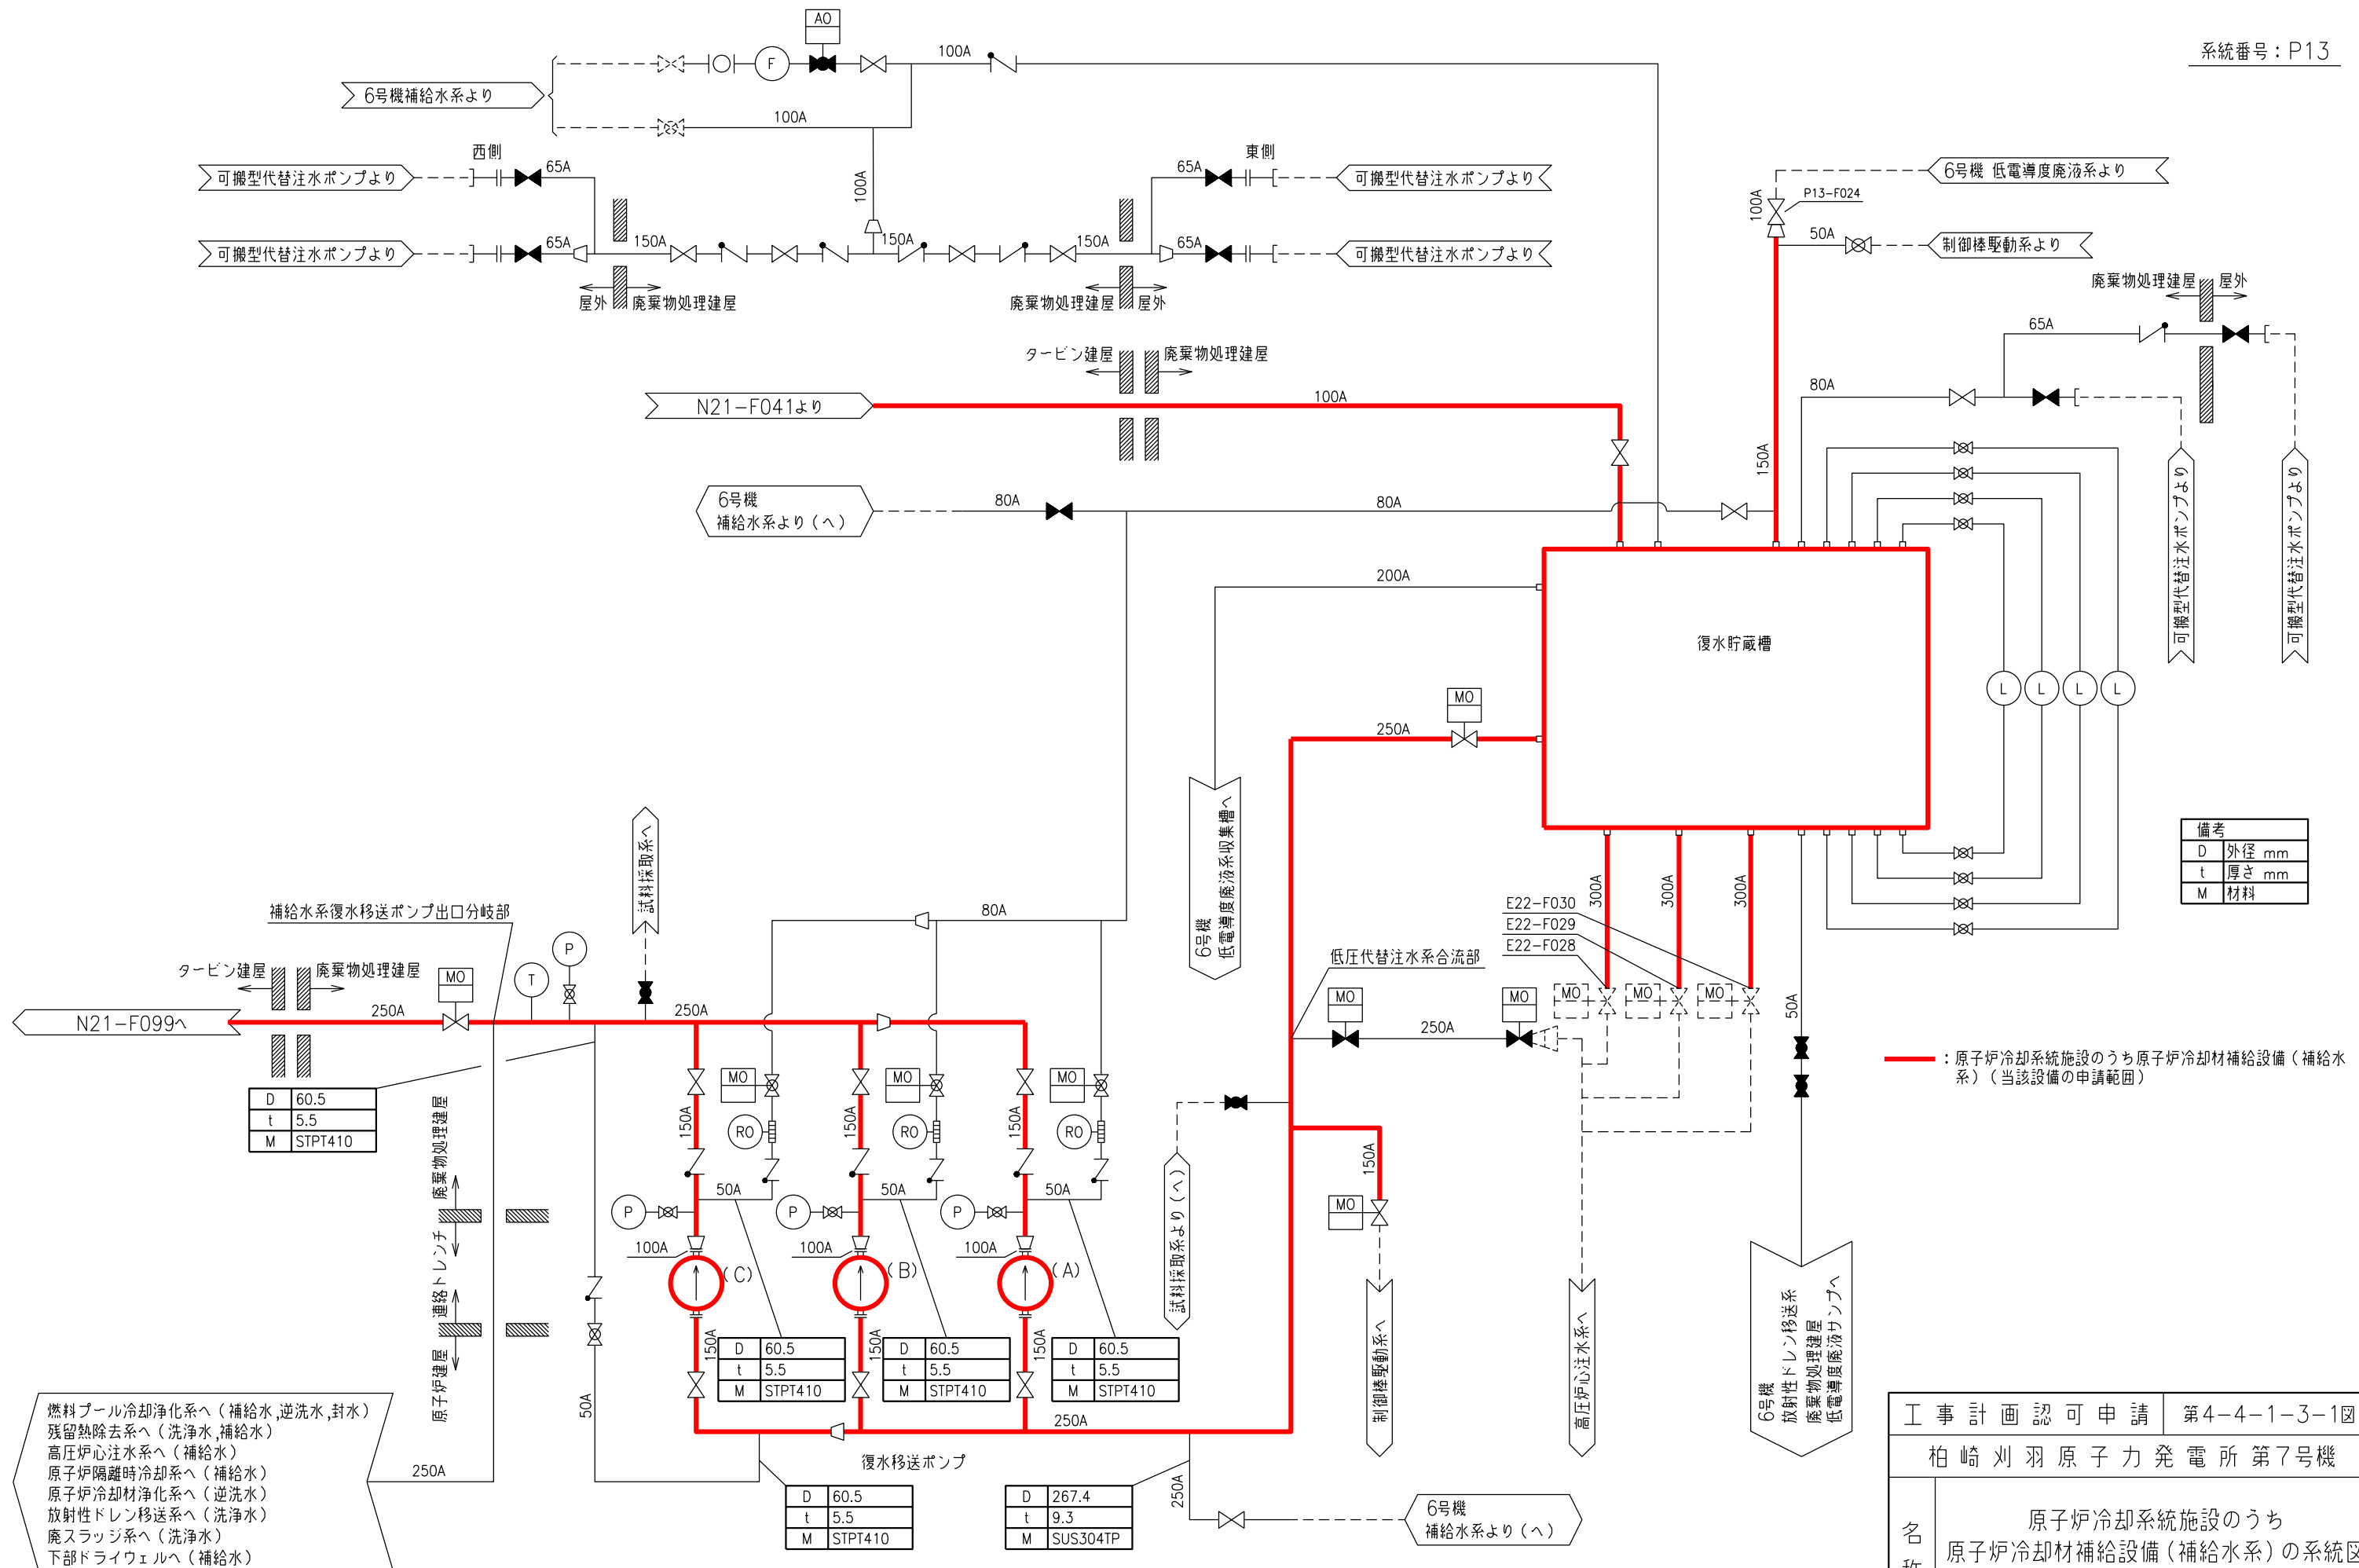 系統番号：P13
AO
F
100A
6号機補給水系より
100A
西側
東側
可搬型代替注水ポンプより
65A
100A
65A
可搬型代替注水ポンプより
可搬型代替注水ポンプより
65A
150A
150A
150A
65A
可搬型代替注水ポンプより
屋外
廃棄物処理建屋
廃棄物処理建屋
屋外
6号機 低電導度廃液系より
100A
P13-F024
50A
制御棒駆動系より
廃棄物処理建屋
屋外
65A
80A
150A
可搬型代替注水ポンプより
可搬型代替注水ポンプより
タービン建屋
廃棄物処理建屋
N21-F041より
100A
6号機
補給水系より（へ）
80A
80A
200A
復水貯蔵槽
L
L
L
L
MO
250A
6号機
低電導度廃液系収集槽へ
備考
D 外径 mm
t 厚さ mm
M 材料
試料採取系へ
補給水系復水移送ポンプ出口分岐部
80A
300A
300A
300A
E22-F030
E22-F029
E22-F028
低圧代替注水系合流部
タービン建屋
廃棄物処理建屋
MO
T
P
250A
250A
N21-F099へ
MO
MO
MO
MO
MO
250A
50A
：原子炉冷却系統施設のうち原子炉冷却材補給設備（補給水
系）（当該設備の申請範囲）
D 60.5
t 5.5
M STPT410
MO
MO
MO
150A
150A
150A
RO
RO
RO
150A
MO
試料採取系より（へ）
廃棄物処理建屋
連絡トレンチ
原子炉建屋
50A
50A
50A
P
P
P
100A
100A
100A
(C)
(B)
(A)
150A
150A
150A
D 60.5
t 5.5
M STPT410
D 60.5
t 5.5
M STPT410
D 60.5
t 5.5
M STPT410
制御棒駆動系へ
高圧炉心注水系へ
6号機
放射性ドレン移送系
廃棄物処理建屋
低電導度廃液サンプへ
50A
250A
復水移送ポンプ
燃料プール冷却浄化系へ（補給水,逆洗水,封水）
残留熱除去系へ（洗浄水,補給水）
高圧炉心注水系へ（補給水）
原子炉隔離時冷却系へ（補給水）
原子炉冷却材浄化系へ（逆洗水）
放射性ドレン移送系へ（洗浄水）
廃スラッジ系へ（洗浄水）
下部ドライウェルへ（補給水）
250A
D 60.5
t 5.5
M STPT410
D 267.4
t 9.3
M SUS304TP
250A
6号機
補給水系より（へ）
工事計画認可申請 第4-4-1-3-1図
柏崎刈羽原子力発電所第7号機
名称
原子炉冷却系統施設のうち
原子炉冷却材補給設備（補給水系）の系統図